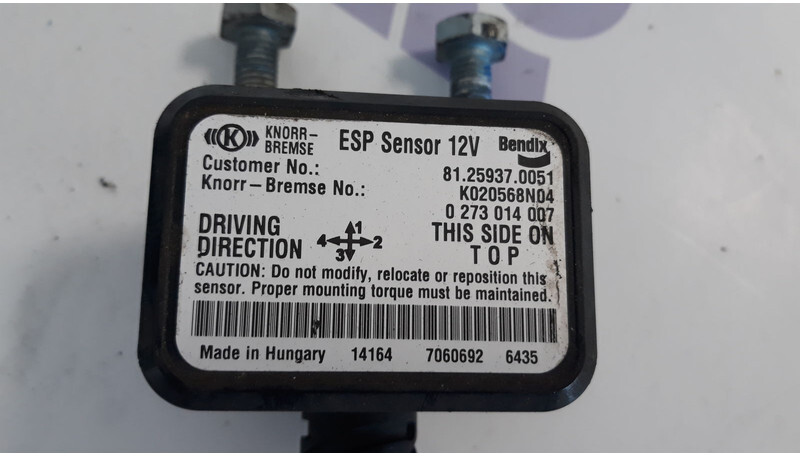 KNORR-
BREMSE
ESP Sensor 12V
Bendix
Customer No.: 81.25937.0051
Knorr-Bremse No.: K020568N04
0 273 014 007
DRIVING
DIRECTION
1
4 2
3
THIS SIDE ON
TOP
CAUTION: Do not modify, relocate or reposition this
sensor. Proper mounting torque must be maintained.
Made in Hungary 14164 7060692 6435